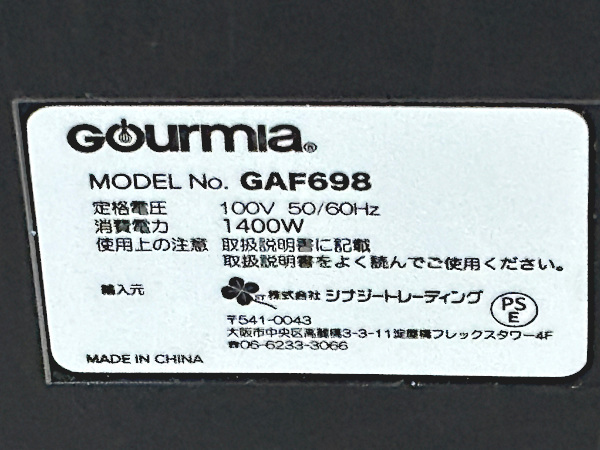 Gourmia®
MODEL No. GAF698
定格電圧 100V 50/60Hz
消費電力 1400W
使用上の注意 取扱説明書に記載
取扱説明書をよく読んでご使用ください。
輸入元 ST 株式会社 シナジートレーディング PSE
〒541-0043
大阪市中央区高麗橋3-3-11淀屋橋フレックスタワー4F
☎06-6233-3066
MADE IN CHINA